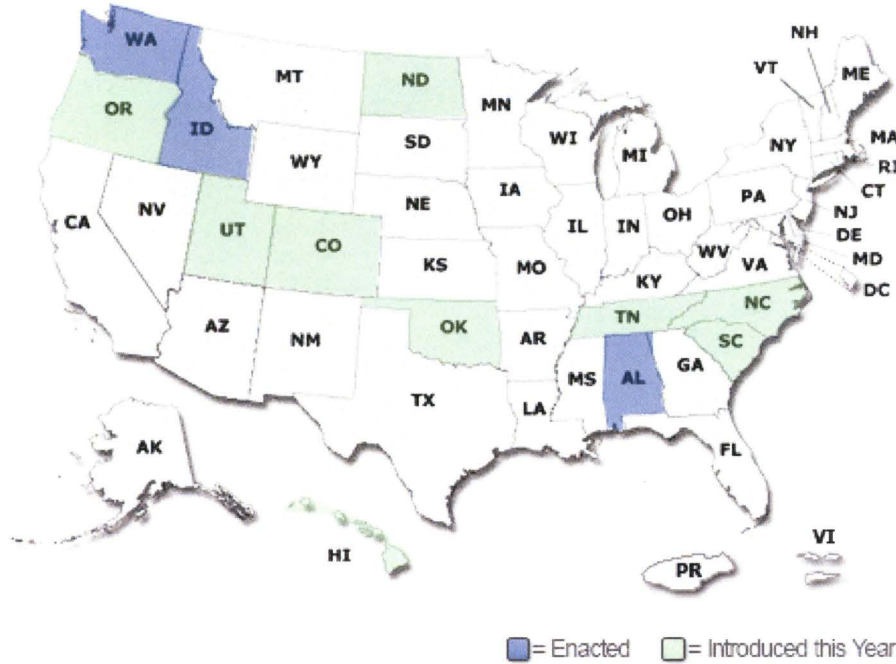 NH
WA
VT
ME
MT
ND
OR
MN
ID
WI
NY
MA
SD
MI
RI
WY
CT
IA
PA
NE
NJ
NV
IL
IN
OH
DE
CA
UT
CO
WV
MD
KS
MO
VA
KY
DC
NC
TN
AZ
OK
NM
AR
SC
GA
MS
AL
TX
LA
AK
FL
VI
HI
PR
= Enacted
= Introduced this Year